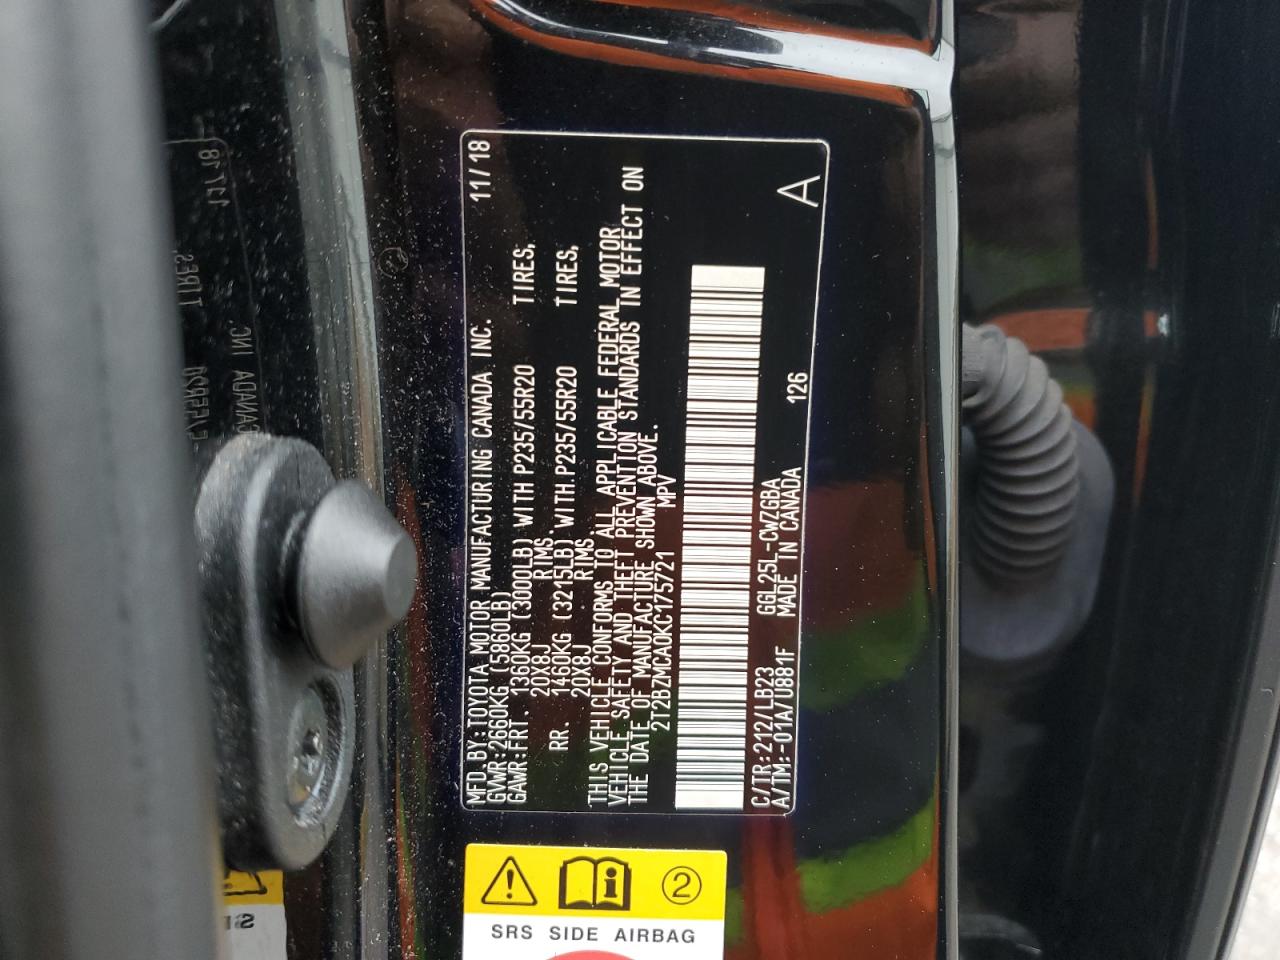 MFD. BY: TOYOTA MOTOR MANUFACTURING CANADA INC. 11/18
GVWR: 2660KG (5860LB)
GAWR: FRT. 1360KG (3000LB) WITH P235/55R20 TIRES,
20X8J RIMS.
RR. 1460KG (3215LB) WITH.P235/55R20 TIRES,
20X8J RIMS.
THIS VEHICLE CONFORMS TO ALL APPLICABLE FEDERAL MOTOR
VEHICLE SAFETY AND THEFT PREVENTION STANDARDS IN EFFECT ON
THE DATE OF MANUFACTURE SHOWN ABOVE.
2T2BZMCA0KC175721 MPV
C/TR: 212/LB23 GGL25L-CWZGBA
A/TM: -01A/U881F MADE IN CANADA 126 A
2
SRS SIDE AIRBAG